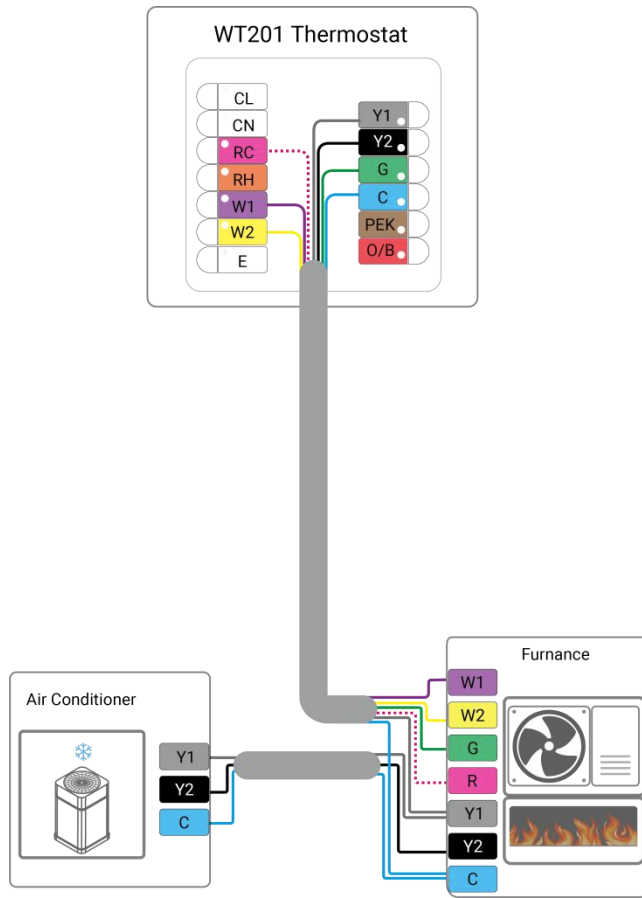 WT201 Thermostat
CL
CN
RC
RH
W1
W2
E
Y1
Y2
G
C
PEK
O/B
Air Conditioner
Y1
Y2
C
Furnance
W1
W2
G
R
Y1
Y2
C